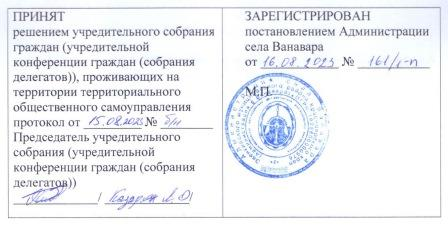 ПРИНЯТ
решением учредительного собрания
граждан (учредительной
конференции граждан (собрания
делегатов)), проживающих на
территории территориального
общественного самоуправления
протокол от 15.08.2023 № б/н
Председатель учредительного
собрания (учредительной
конференции граждан (собрания
делегатов))
ЗАРЕГИСТРИРОВАН
постановлением Администрации
села Ванавара
от 16.08.2023 № 161/1-п
М.П.